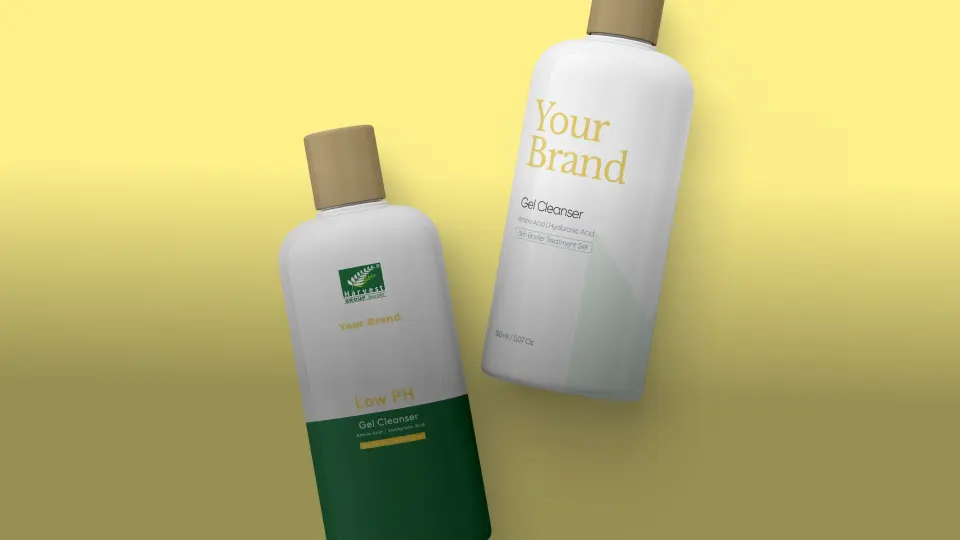 Your
Brand
Gel Cleanser
Amino Acid | Hyaluronic Acid
Skin Barrier Treatment Set
150 ml / 5.07 Oz
Harvest
GROUP
Your Brand
Low PH
Gel Cleanser
Amino Acid | Hyaluronic Acid